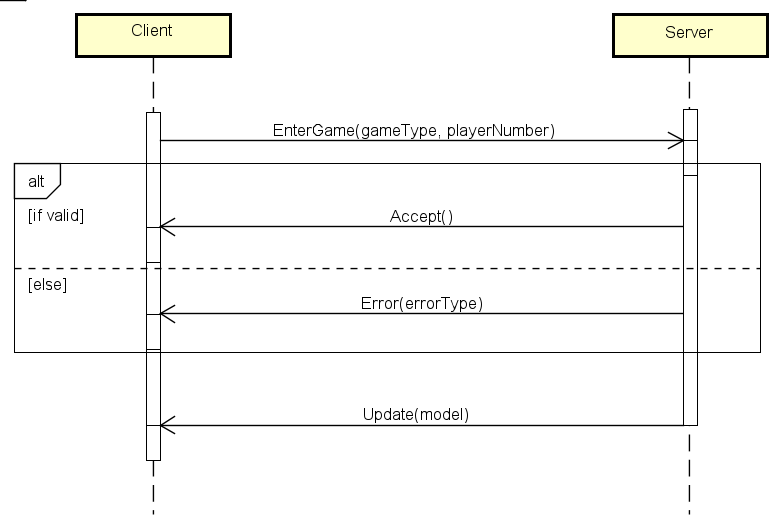 Client
Server
EnterGame(gameType, playerNumber)
alt
[if valid]
Accept()
[else]
Error(errorType)
Update(model)